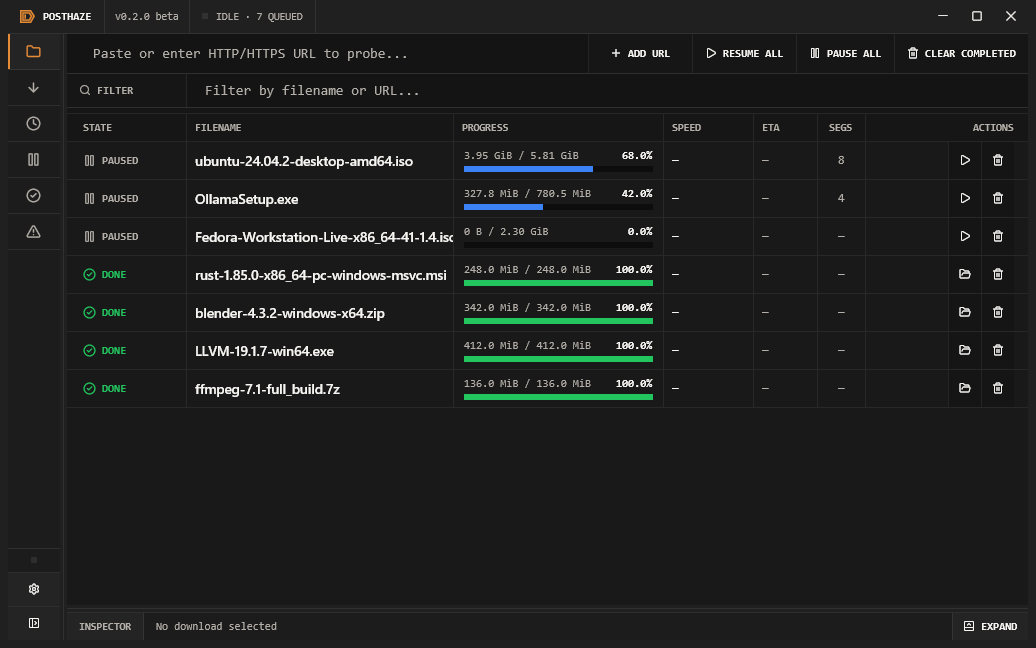 POSTHAZE v0.2.0 beta IDLE · 7 QUEUED
Paste or enter HTTP/HTTPS URL to probe... + ADD URL RESUME ALL PAUSE ALL CLEAR COMPLETED
FILTER Filter by filename or URL...
STATE FILENAME PROGRESS SPEED ETA SEGS ACTIONS
PAUSED ubuntu-24.04.2-desktop-amd64.iso 3.95 GiB / 5.81 GiB 68.0% — — 8
PAUSED OllamaSetup.exe 327.8 MiB / 780.5 MiB 42.0% — — 4
PAUSED Fedora-Workstation-Live-x86_64-41-1.4.iso 0 B / 2.30 GiB 0.0% — — —
DONE rust-1.85.0-x86_64-pc-windows-msvc.msi 248.0 MiB / 248.0 MiB 100.0% — — —
DONE blender-4.3.2-windows-x64.zip 342.0 MiB / 342.0 MiB 100.0% — — —
DONE LLVM-19.1.7-win64.exe 412.0 MiB / 412.0 MiB 100.0% — — —
DONE ffmpeg-7.1-full_build.7z 136.0 MiB / 136.0 MiB 100.0% — — —
INSPECTOR No download selected EXPAND